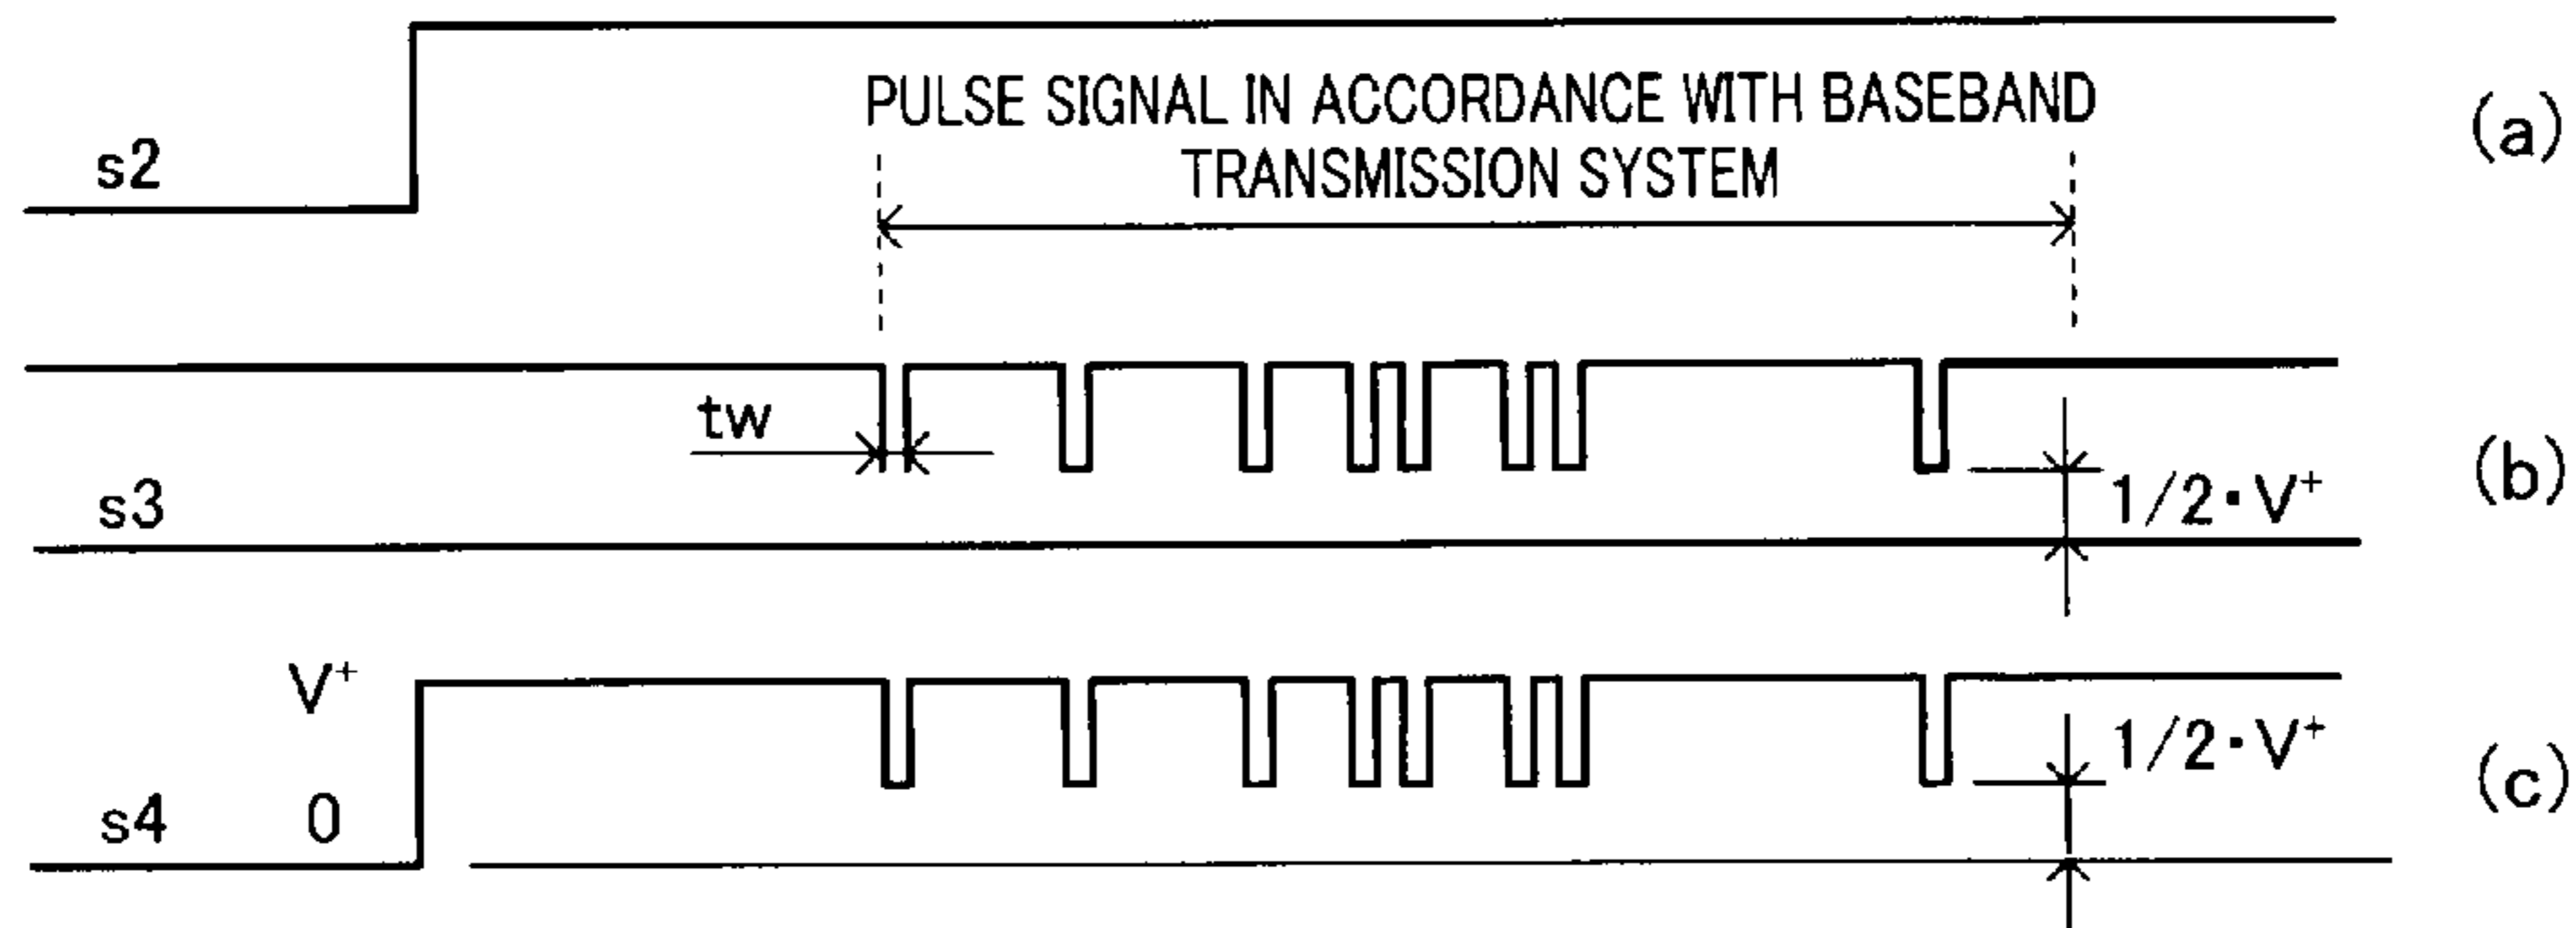 PULSE SIGNAL IN ACCORDANCE WITH BASEBAND
TRANSMISSION SYSTEM
s2
(a)
tw
s3
1/2・V⁺
(b)
V⁺
s4
0
1/2・V⁺
(c)